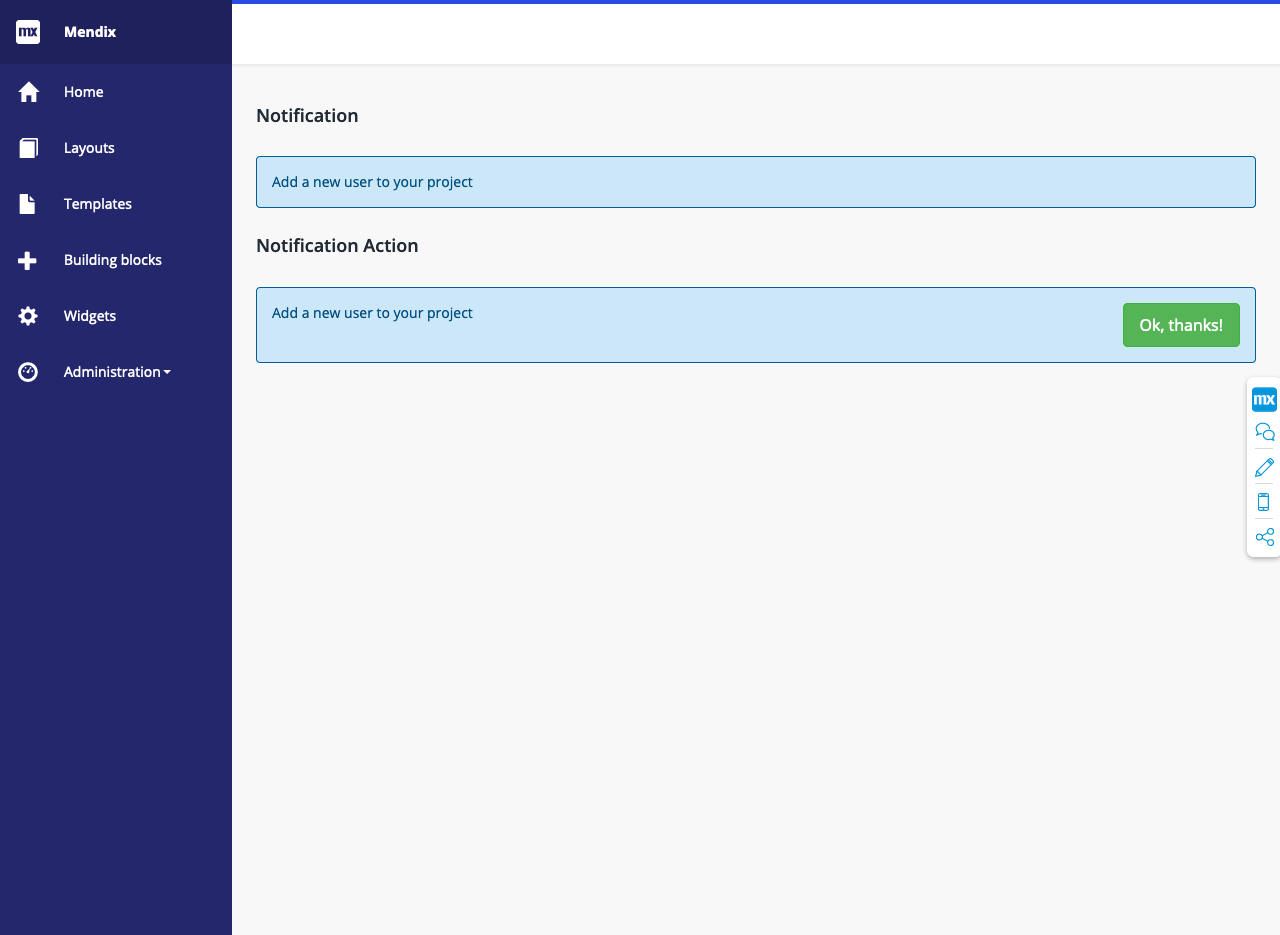 mx
Mendix
Home
Layouts
Templates
Building blocks
Widgets
Administration
Notification
Add a new user to your project
Notification Action
Add a new user to your project
Ok, thanks!
mx